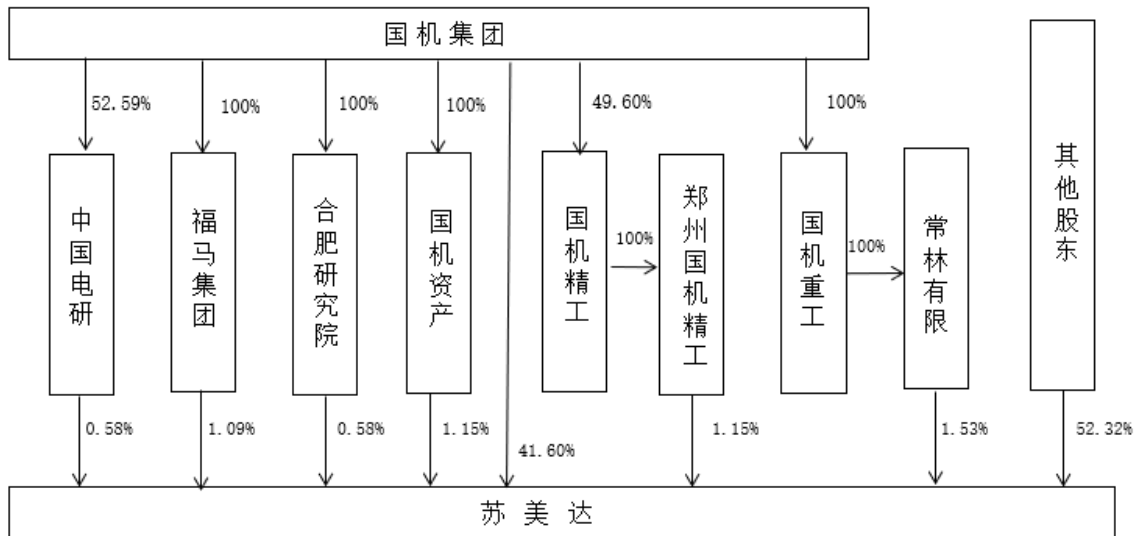 国机集团
52.59%
100%
100%
100%
49.60%
100%
中国电研
福马集团
合肥研究院
国机资产
国机精工
100%
郑州国机精工
国机重工
100%
常林有限
其他股东
0.58%
1.09%
0.58%
1.15%
41.60%
1.15%
1.53%
52.32%
苏美达